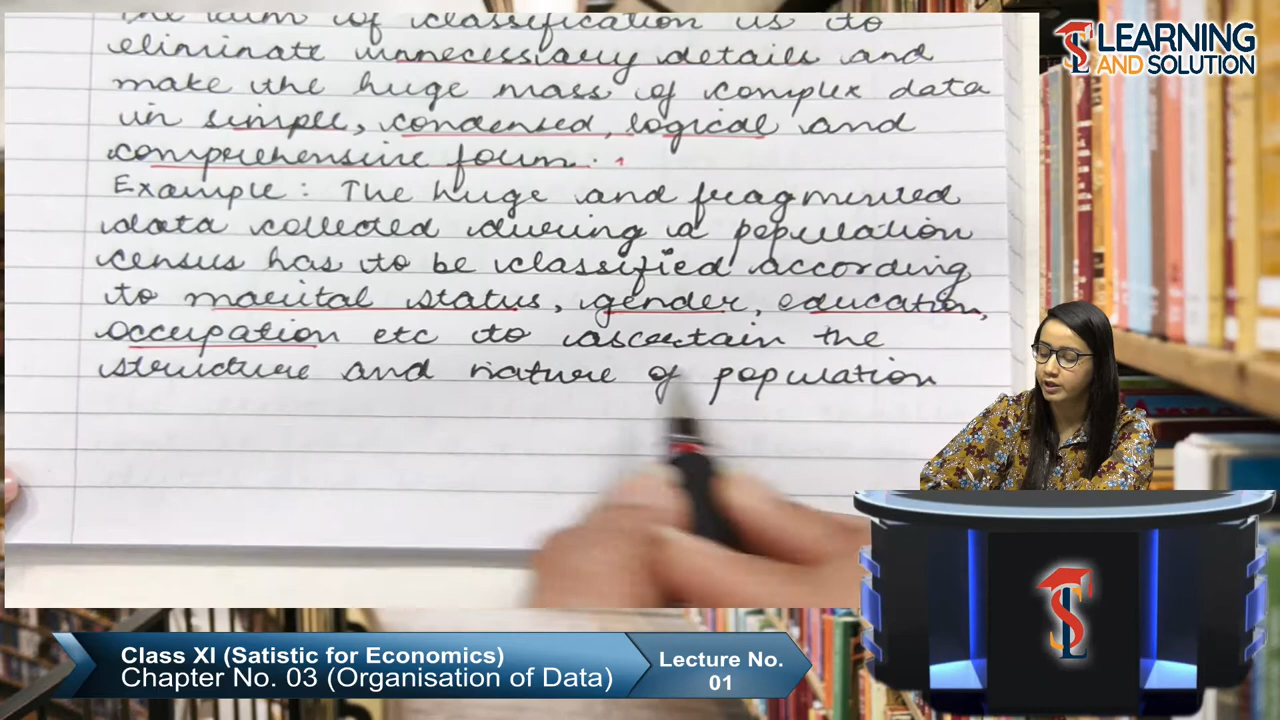 The aim of classification is to
eliminate unnecessary details and
make the huge mass of complex data
in simple, condensed, logical and
comprehensive form.
Example: The huge and fragmented
data collected during a population
census has to be classified according
to marital status, gender, education,
occupation etc to ascertain the
structure and nature of population
LEARNING
AND SOLUTION
Class XI (Satistic for Economics)
Chapter No. 03 (Organisation of Data)
Lecture No.
01